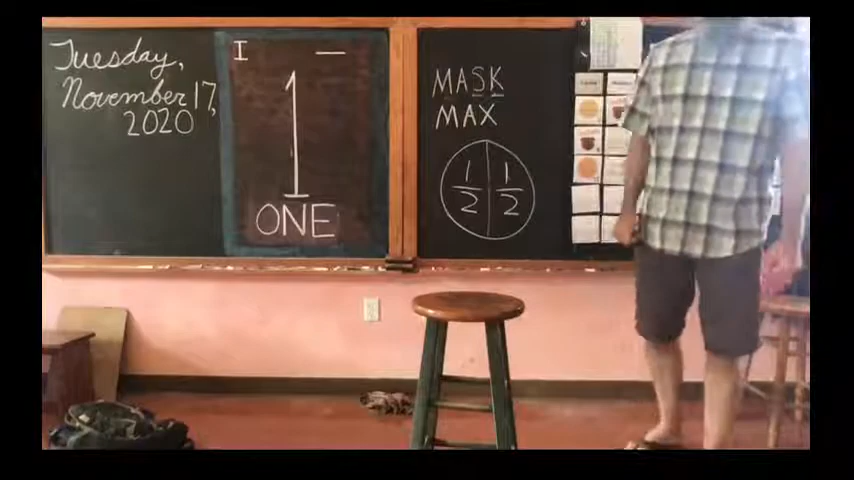 Tuesday,
November 17,
2020
I —
1
ONE
MASK
MAX
1 1
2 2